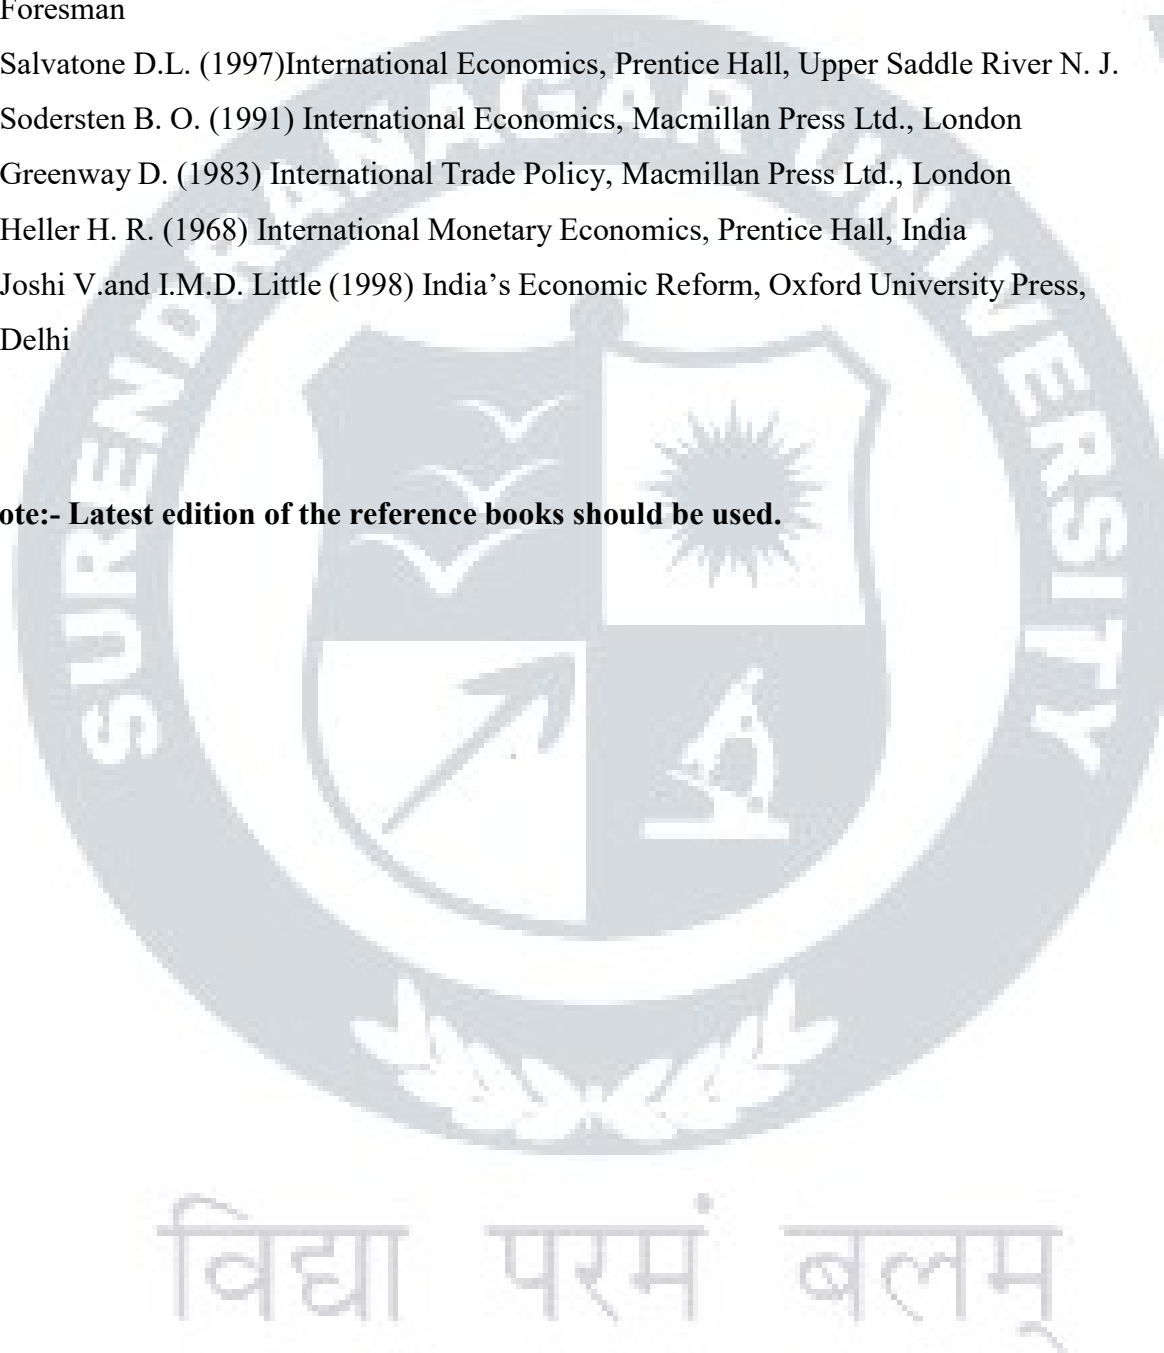 Foresman
Salvatone D.L. (1997)International Economics, Prentice Hall, Upper Saddle River N. J.
Sodersten B. O. (1991) International Economics, Macmillan Press Ltd., London
Greenway D. (1983) International Trade Policy, Macmillan Press Ltd., London
Heller H. R. (1968) International Monetary Economics, Prentice Hall, India
Joshi V.and I.M.D. Little (1998) India’s Economic Reform, Oxford University Press,
Delhi
ote:- Latest edition of the reference books should be used.
SURENDRANAGAR UNIVERSITY
विद्या परमं बलम्